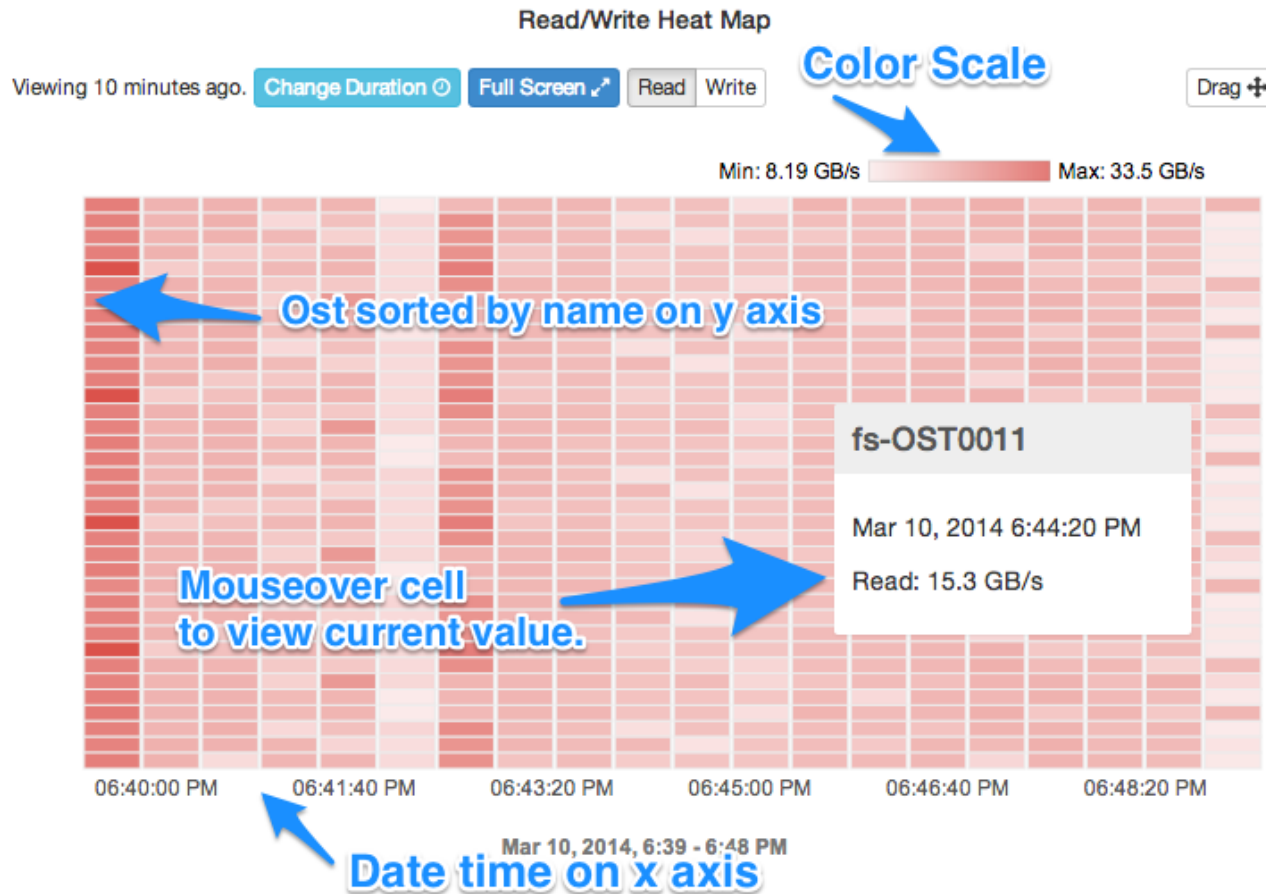 Read/Write Heat Map
Color Scale
Viewing 10 minutes ago. Change Duration Full Screen Read Write Drag
Min: 8.19 GB/s Max: 33.5 GB/s
Ost sorted by name on y axis
fs-OST0011
Mar 10, 2014 6:44:20 PM
Read: 15.3 GB/s
Mouseover cell
to view current value.
06:40:00 PM 06:41:40 PM 06:43:20 PM 06:45:00 PM 06:46:40 PM 06:48:20 PM
Mar 10, 2014, 6:39 - 6:48 PM
Date time on x axis